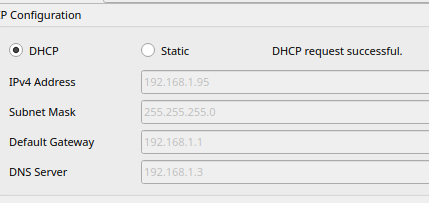 IP Configuration
DHCP Static DHCP request successful.
IPv4 Address 192.168.1.95
Subnet Mask 255.255.255.0
Default Gateway 192.168.1.1
DNS Server 192.168.1.3